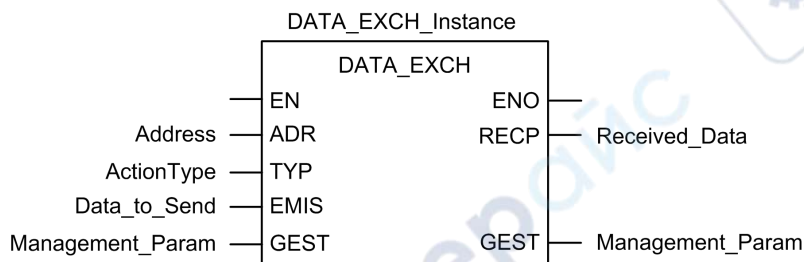 DATA_EXCH_Instance
DATA_EXCH
EN ENO
Address ADR RECP Received_Data
ActionType TYP
Data_to_Send EMIS
Management_Param GEST GEST Management_Param